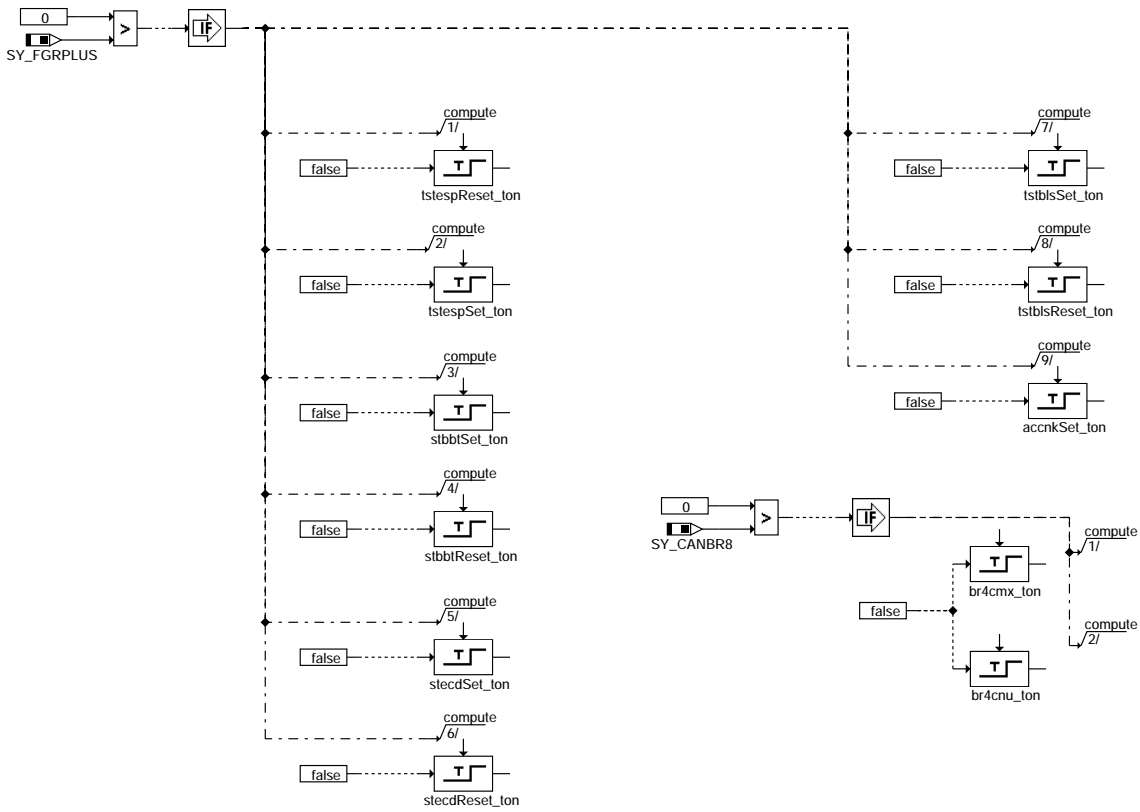 0
>
IF
SY_FGRPLUS
compute
1/
false
T
tstespReset_ton
compute
2/
false
T
tstespSet_ton
compute
3/
false
T
stbbtSet_ton
compute
4/
false
T
stbbtReset_ton
compute
5/
false
T
stecdSet_ton
compute
6/
false
T
stecdReset_ton
compute
7/
false
T
tstblsSet_ton
compute
8/
false
T
tstblsReset_ton
compute
9/
false
T
accnkSet_ton
0
>
IF
SY_CANBR8
compute
1/
T
br4cmx_ton
false
compute
2/
T
br4cnu_ton